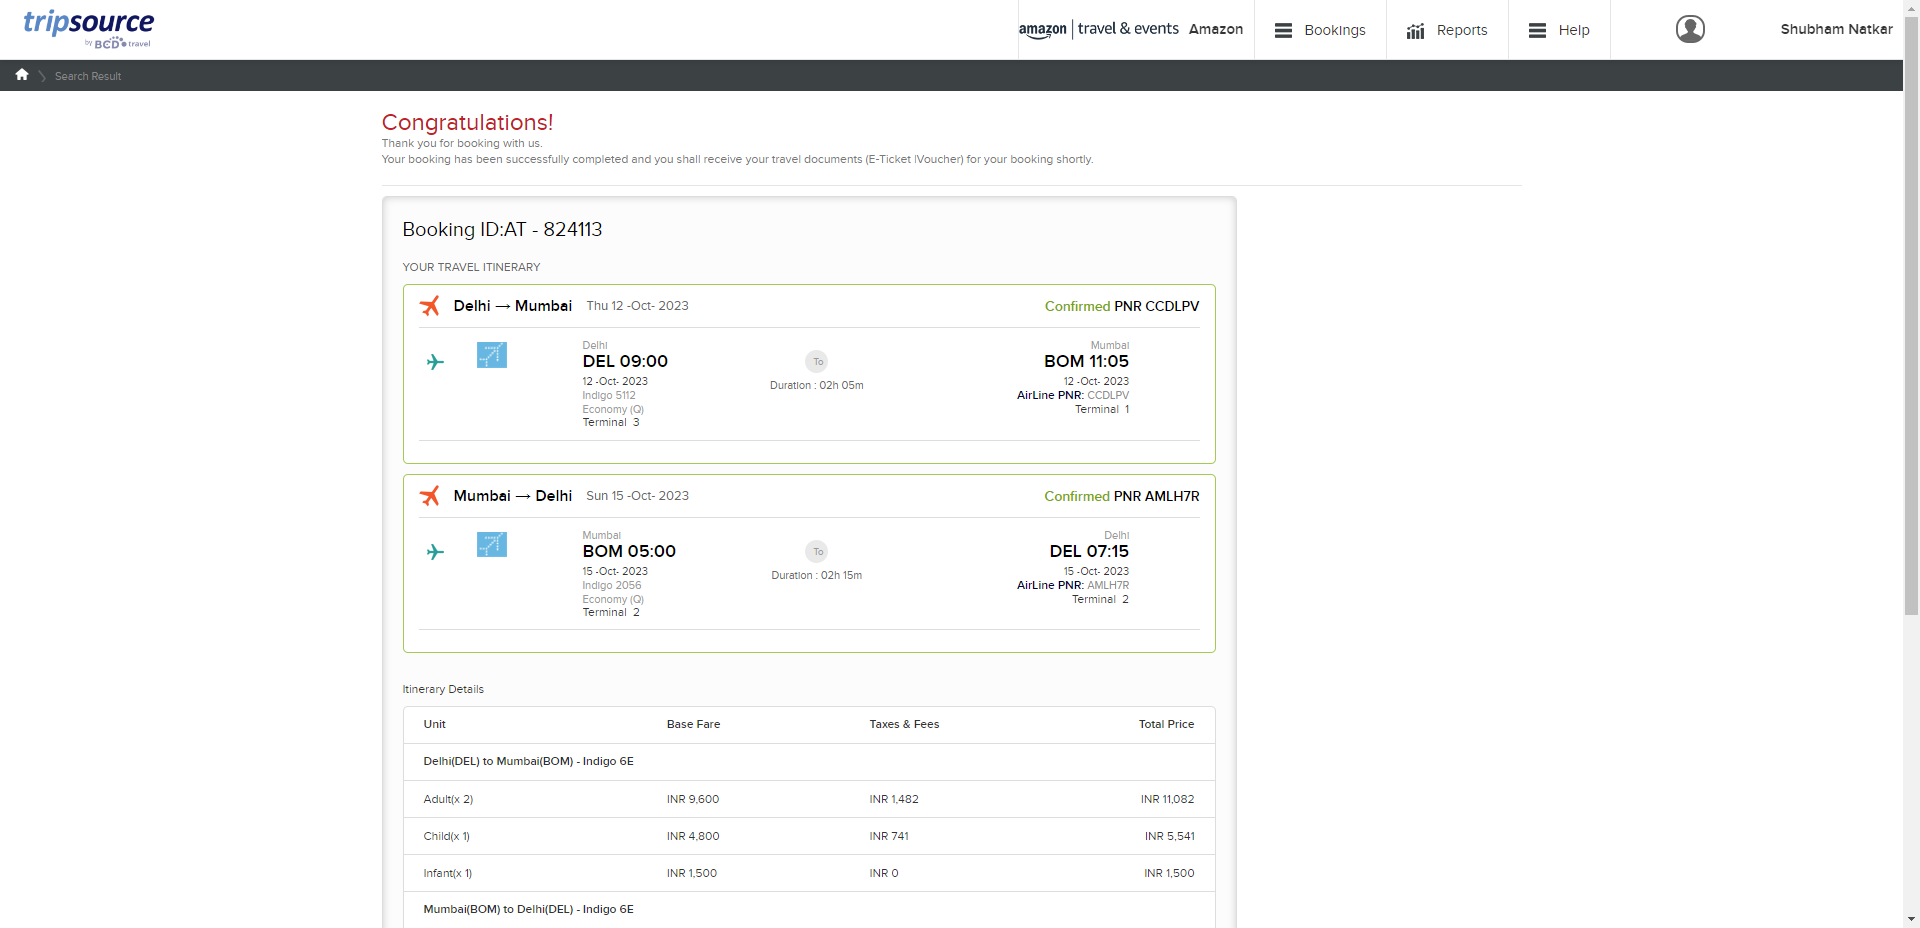 tripsource
by BCD travel
amazon | travel & events Amazon
Bookings
Reports
Help
Shubham Natkar
Search Result
Congratulations!
Thank you for booking with us.
Your booking has been successfully completed and you shall receive your travel documents (E-Ticket |Voucher) for your booking shortly.
Booking ID:AT - 824113
YOUR TRAVEL ITINERARY
Delhi → Mumbai Thu 12 -Oct- 2023 Confirmed PNR CCDLPV
Delhi To Mumbai
DEL 09:00 BOM 11:05
12 -Oct- 2023 Duration : 02h 05m 12 -Oct- 2023
Indigo 5112 AirLine PNR: CCDLPV
Economy (Q) Terminal 1
Terminal 3
Mumbai → Delhi Sun 15 -Oct- 2023 Confirmed PNR AMLH7R
Mumbai To Delhi
BOM 05:00 DEL 07:15
15 -Oct- 2023 Duration : 02h 15m 15 -Oct- 2023
Indigo 2056 AirLine PNR: AMLH7R
Economy (Q) Terminal 2
Terminal 2
Itinerary Details
Unit Base Fare Taxes & Fees Total Price
Delhi(DEL) to Mumbai(BOM) - Indigo 6E
Adult(x 2) INR 9,600 INR 1,482 INR 11,082
Child(x 1) INR 4,800 INR 741 INR 5,541
Infant(x 1) INR 1,500 INR 0 INR 1,500
Mumbai(BOM) to Delhi(DEL) - Indigo 6E